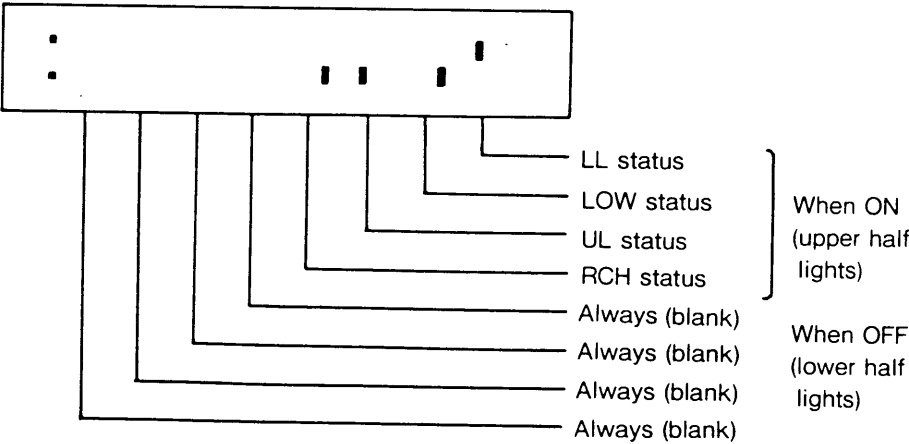 LL status
LOW status
UL status
RCH status
Always (blank)
Always (blank)
Always (blank)
Always (blank)
When ON
(upper half
lights)
When OFF
(lower half
lights)